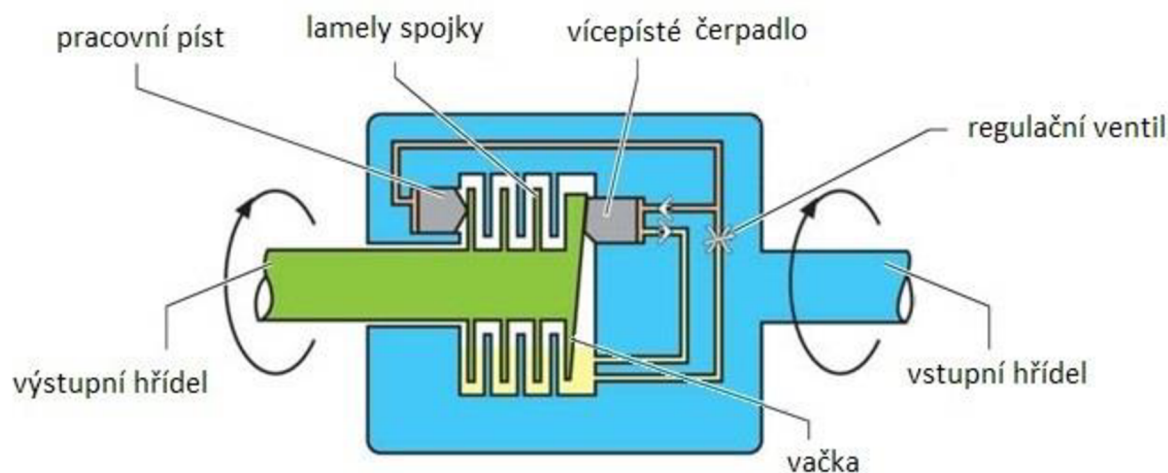 lamely spojky
vícepísté čerpadlo
pracovní píst
regulační ventil
výstupní hřídel
vstupní hřídel
vačka